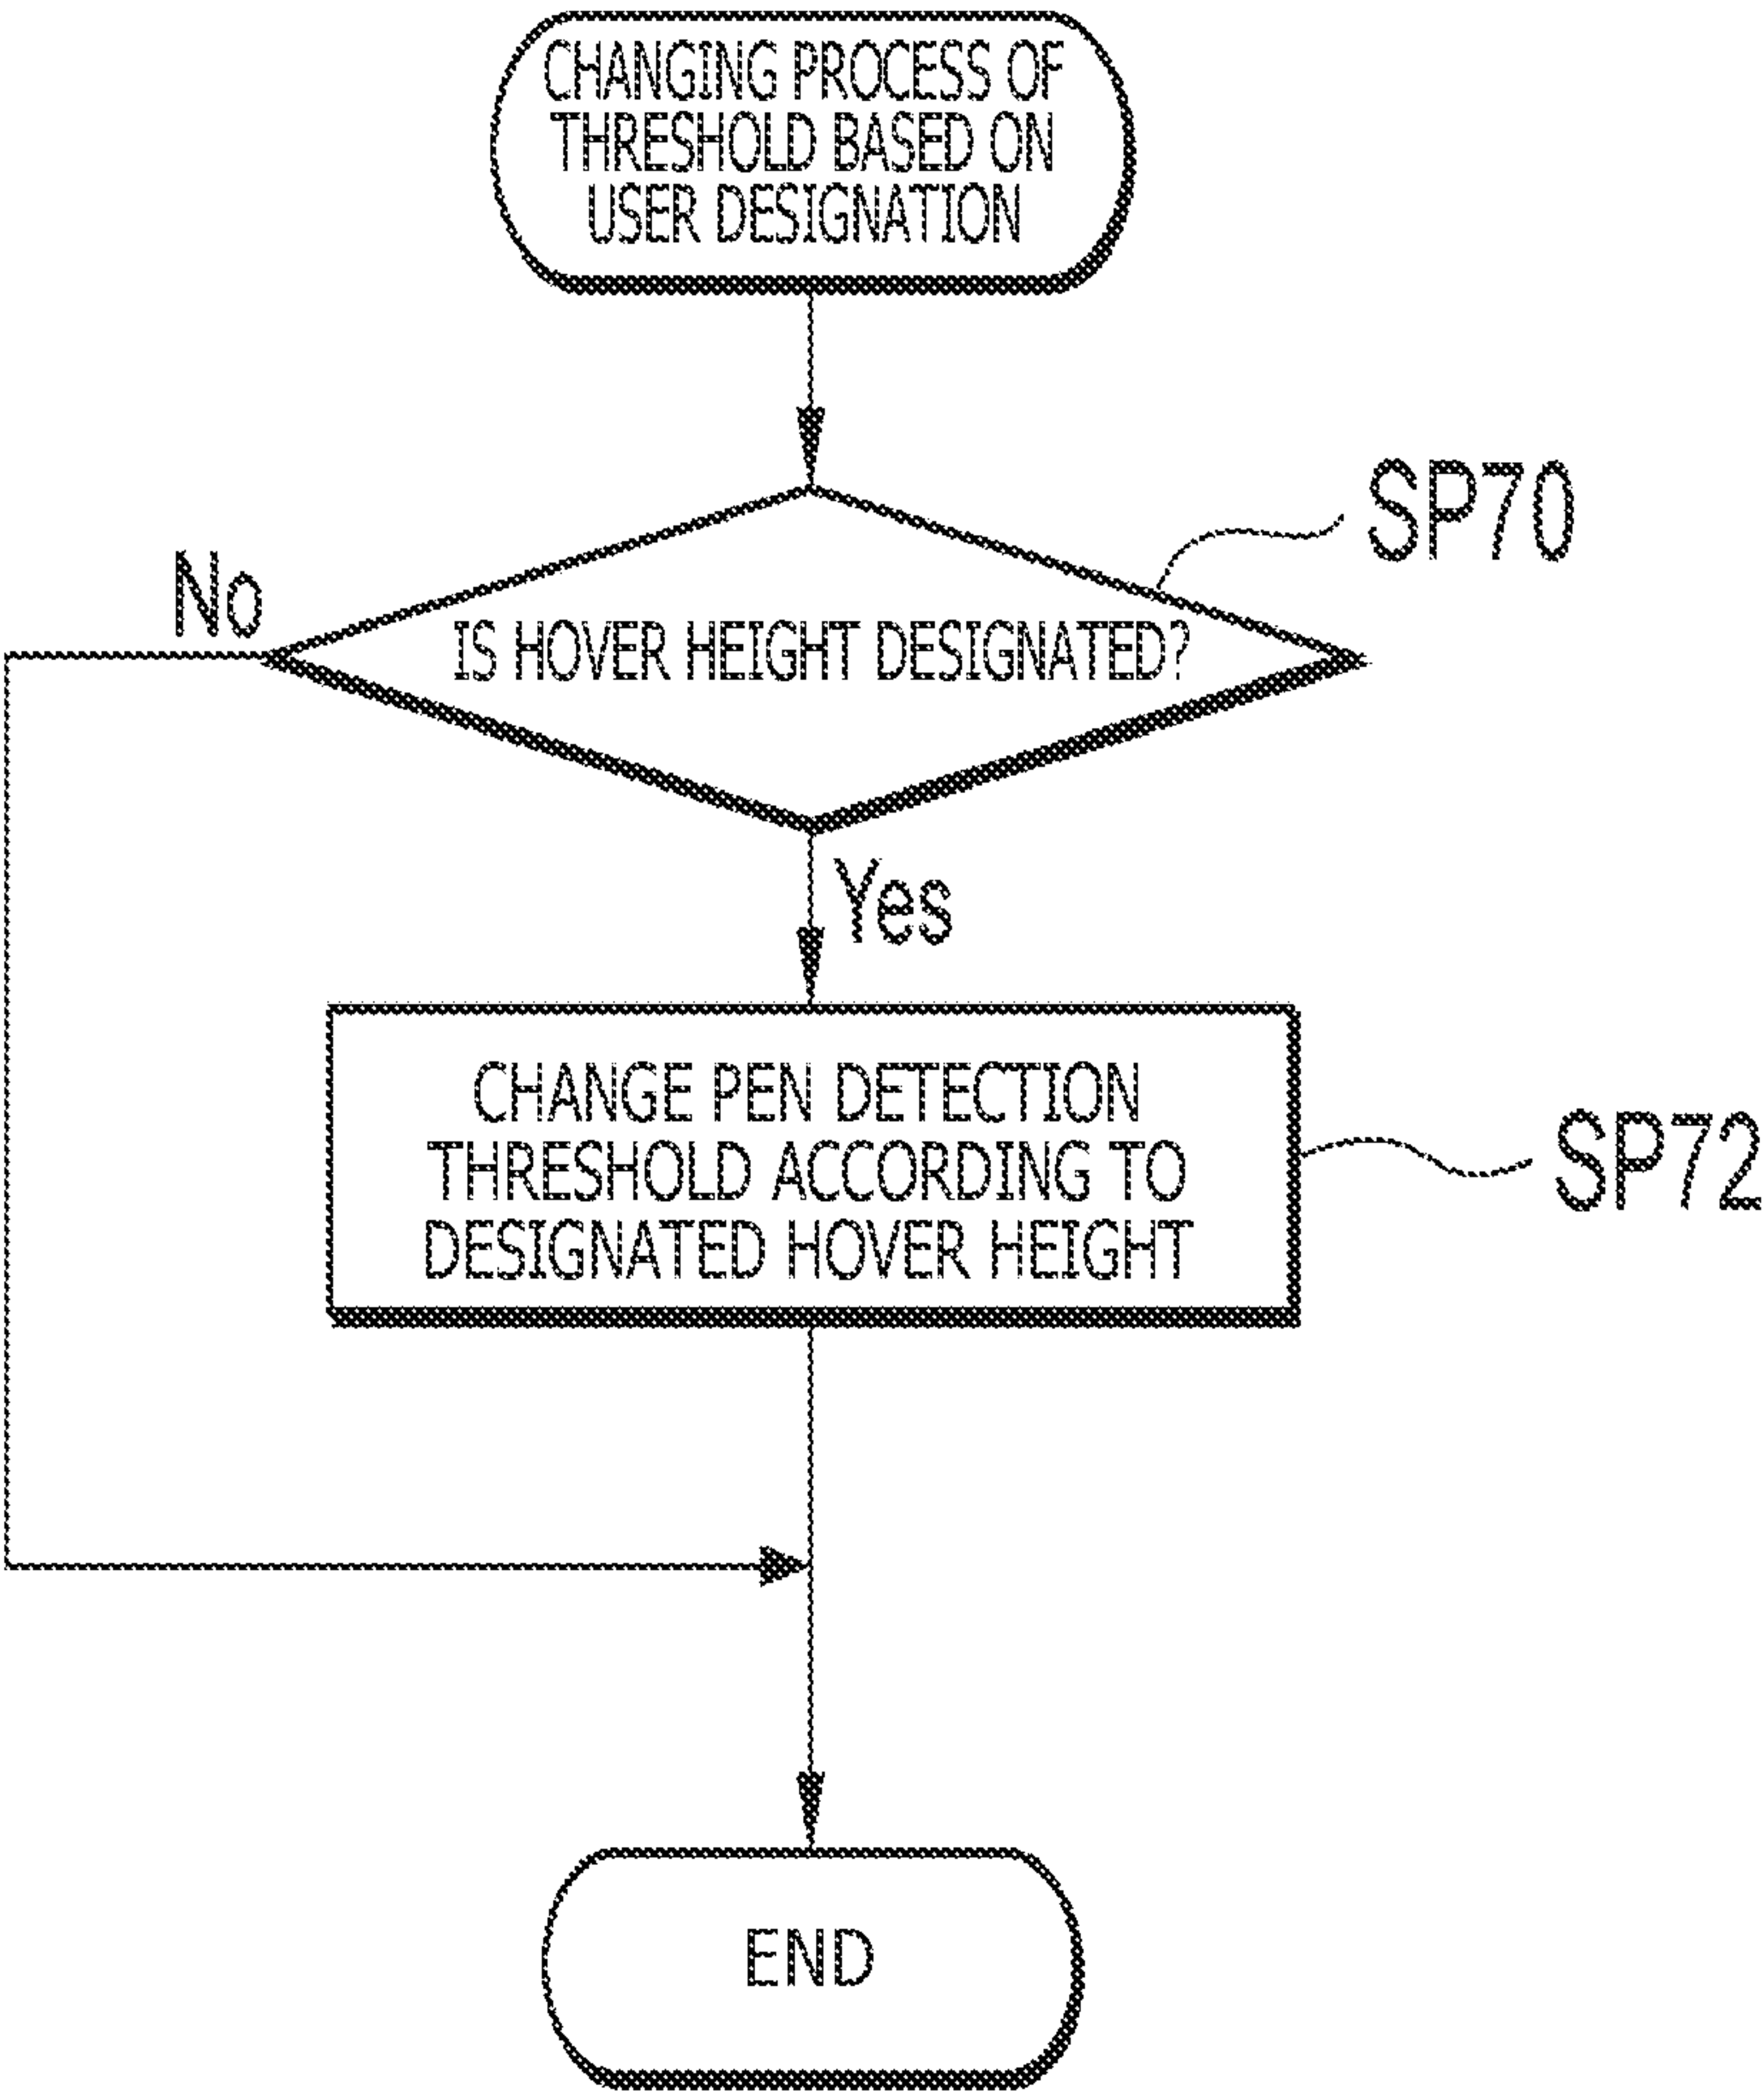 CHANGING PROCESS OF
THRESHOLD BASED ON
USER DESIGNATION
SP70
No
IS HOVER HEIGHT DESIGNATED?
Yes
CHANGE PEN DETECTION
THRESHOLD ACCORDING TO
DESIGNATED HOVER HEIGHT
SP72
END